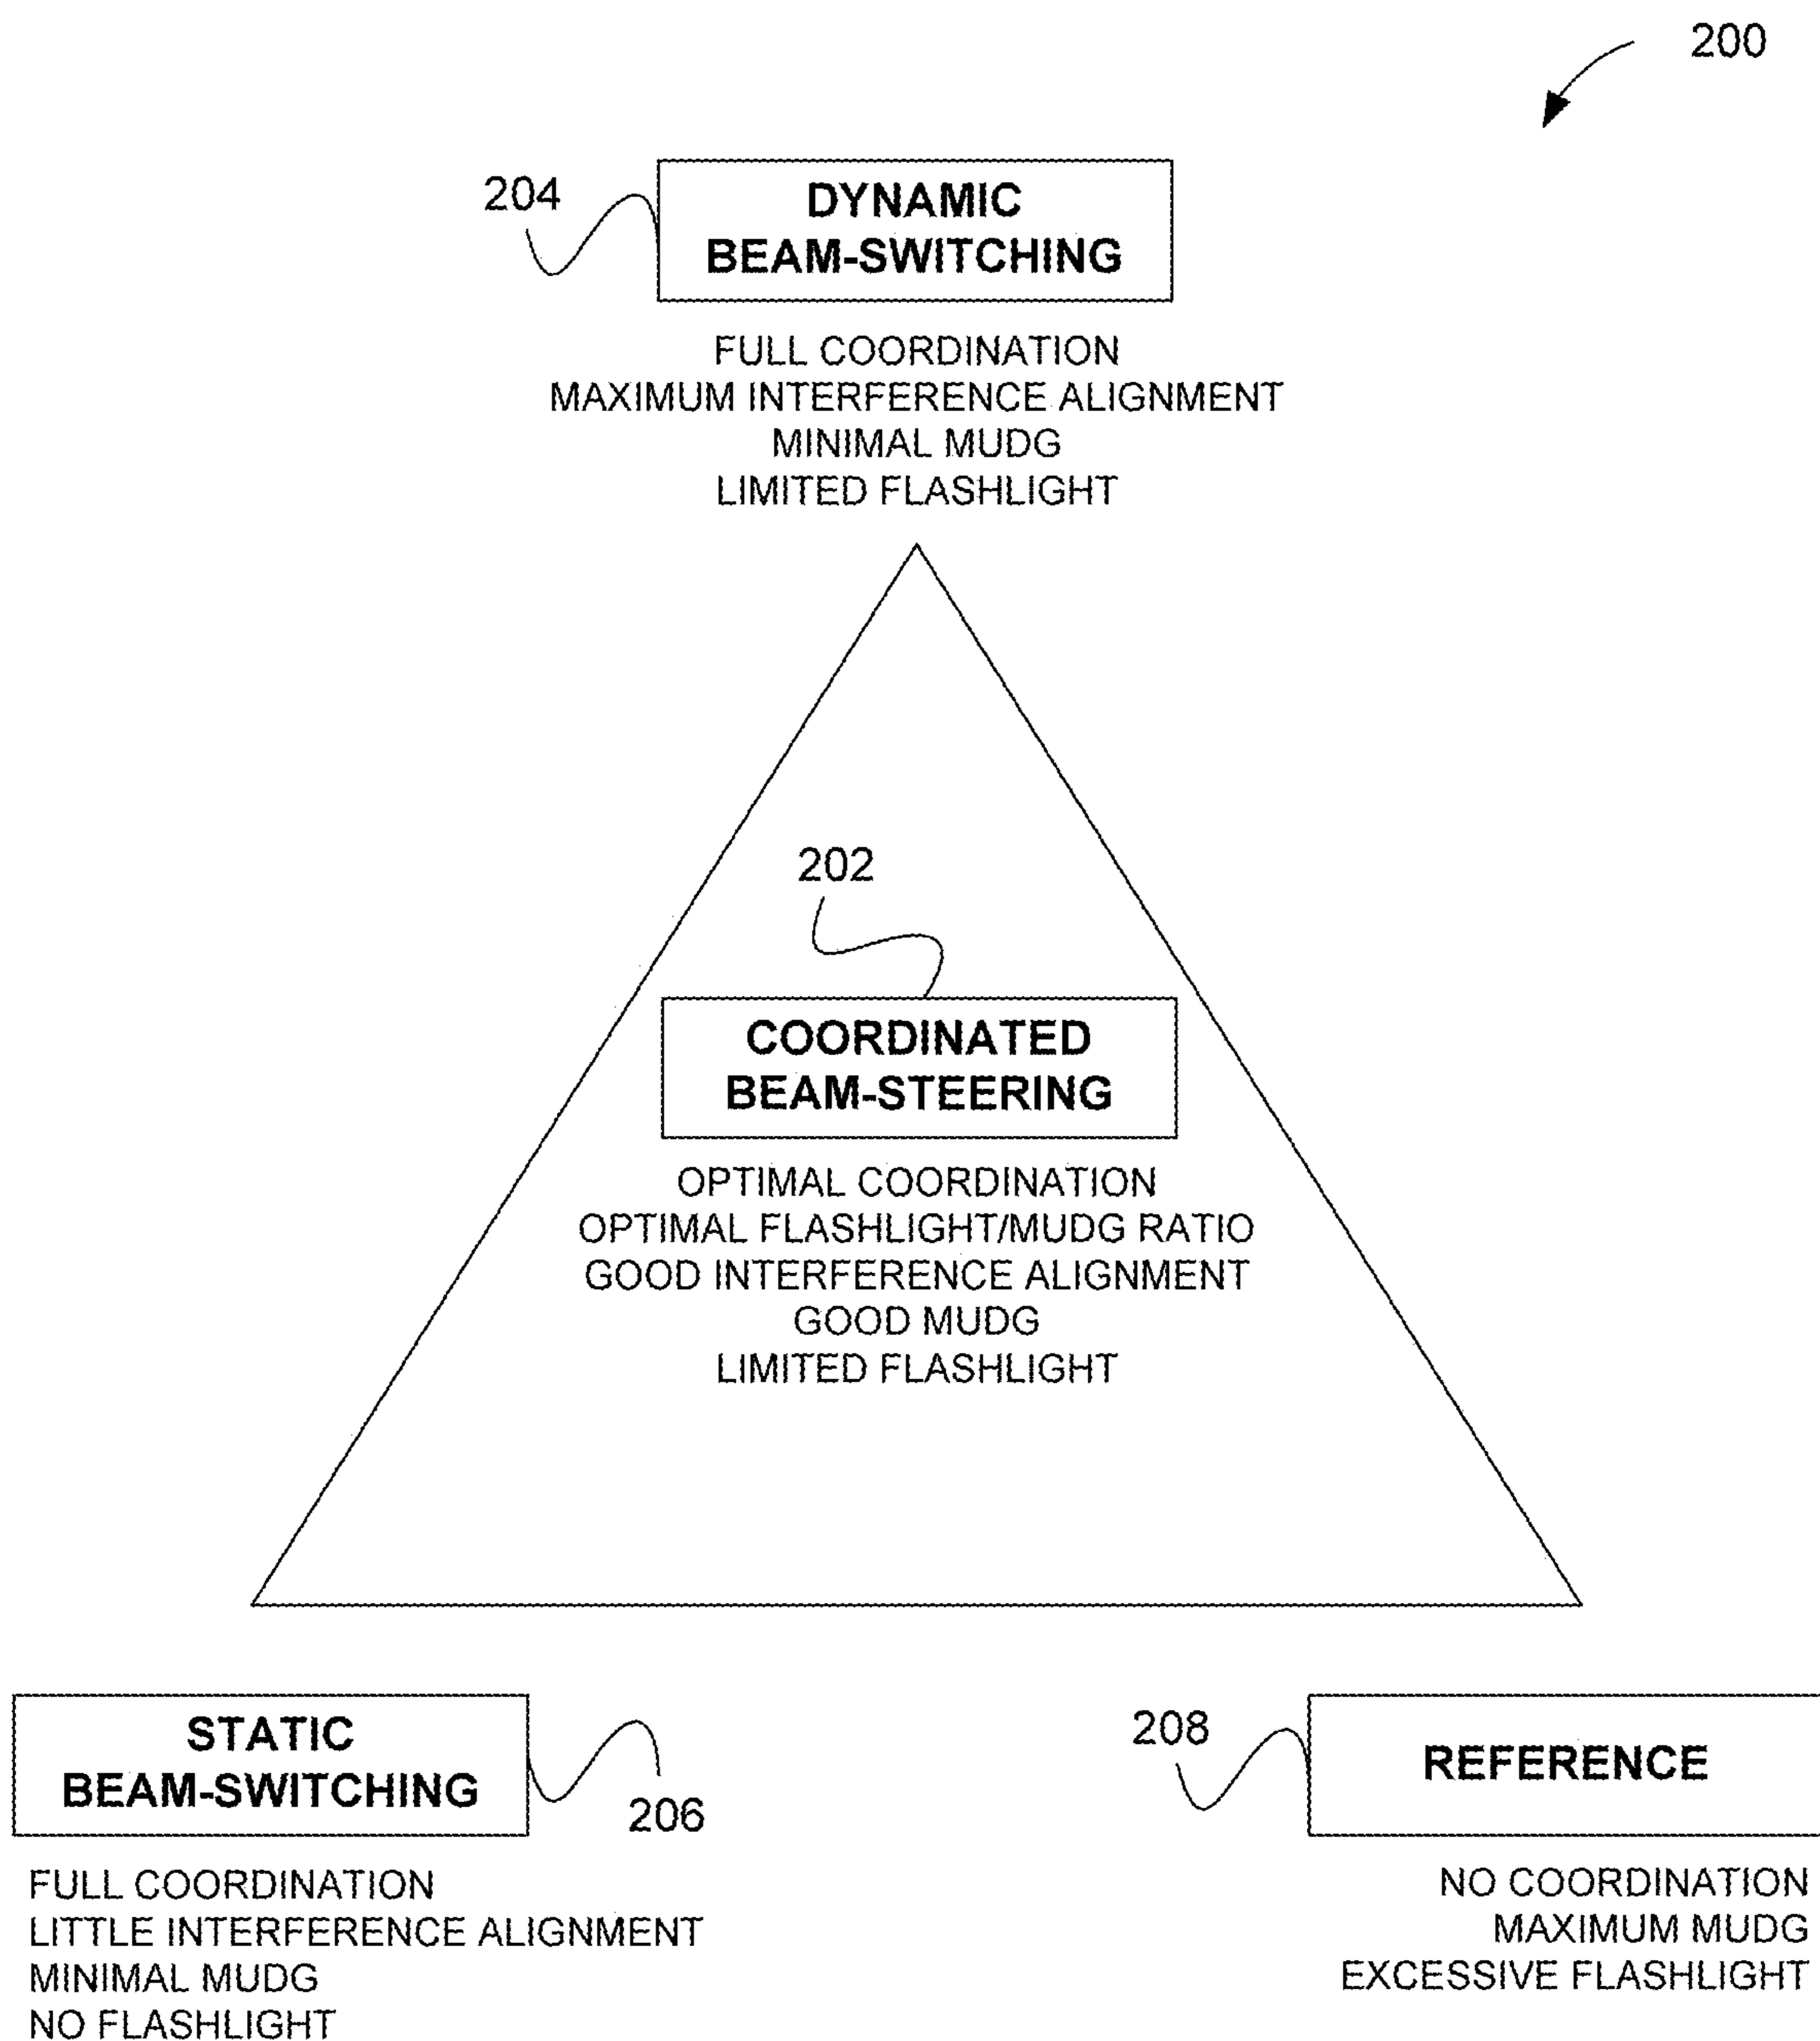 200
204
DYNAMIC
BEAM-SWITCHING
FULL COORDINATION
MAXIMUM INTERFERENCE ALIGNMENT
MINIMAL MUDG
LIMITED FLASHLIGHT
202
COORDINATED
BEAM-STEERING
OPTIMAL COORDINATION
OPTIMAL FLASHLIGHT/MUDG RATIO
GOOD INTERFERENCE ALIGNMENT
GOOD MUDG
LIMITED FLASHLIGHT
STATIC
BEAM-SWITCHING
206
FULL COORDINATION
LITTLE INTERFERENCE ALIGNMENT
MINIMAL MUDG
NO FLASHLIGHT
208
REFERENCE
NO COORDINATION
MAXIMUM MUDG
EXCESSIVE FLASHLIGHT